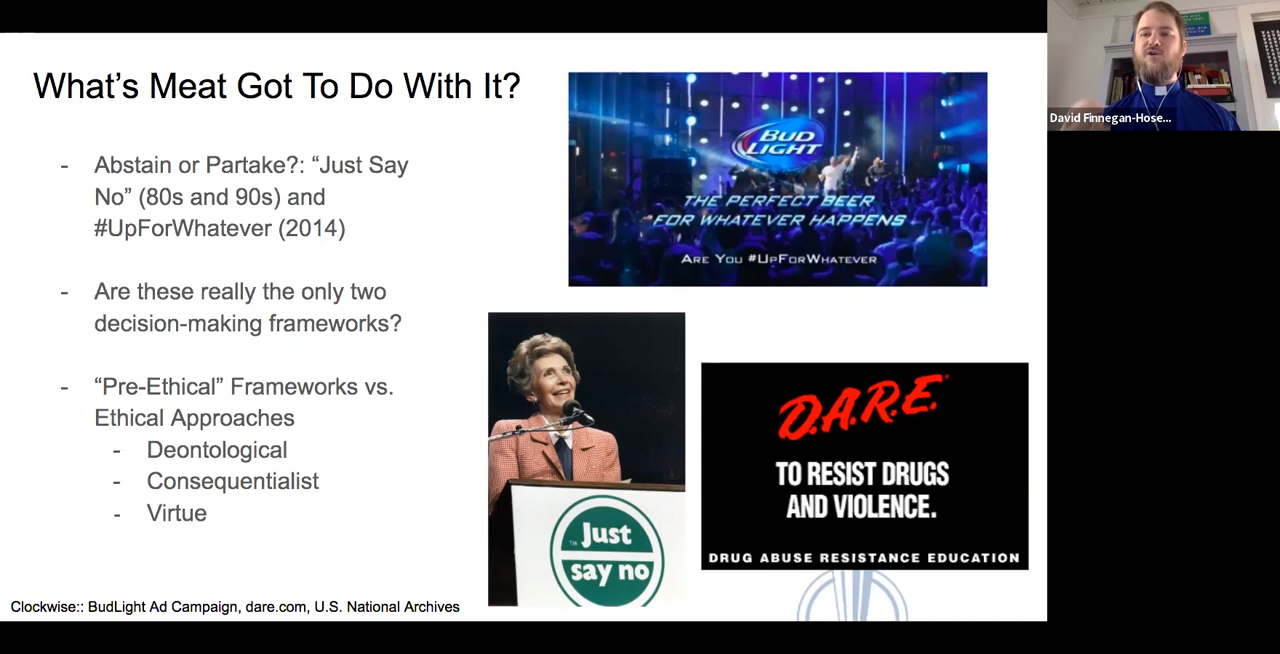 What's Meat Got To Do With It?
- Abstain or Partake?: “Just Say
No” (80s and 90s) and
#UpForWhatever (2014)
- Are these really the only two
decision-making frameworks?
- “Pre-Ethical” Frameworks vs.
Ethical Approaches
- Deontological
- Consequentialist
- Virtue
BUD
LIGHT
THE PERFECT BEER
FOR WHATEVER HAPPENS
ARE YOU #UPFORWHATEVER
Just
say no
D.A.R.E.
TO RESIST DRUGS
AND VIOLENCE.
DRUG ABUSE RESISTANCE EDUCATION
Clockwise:: BudLight Ad Campaign, dare.com, U.S. National Archives
David Finnegan-Hose...